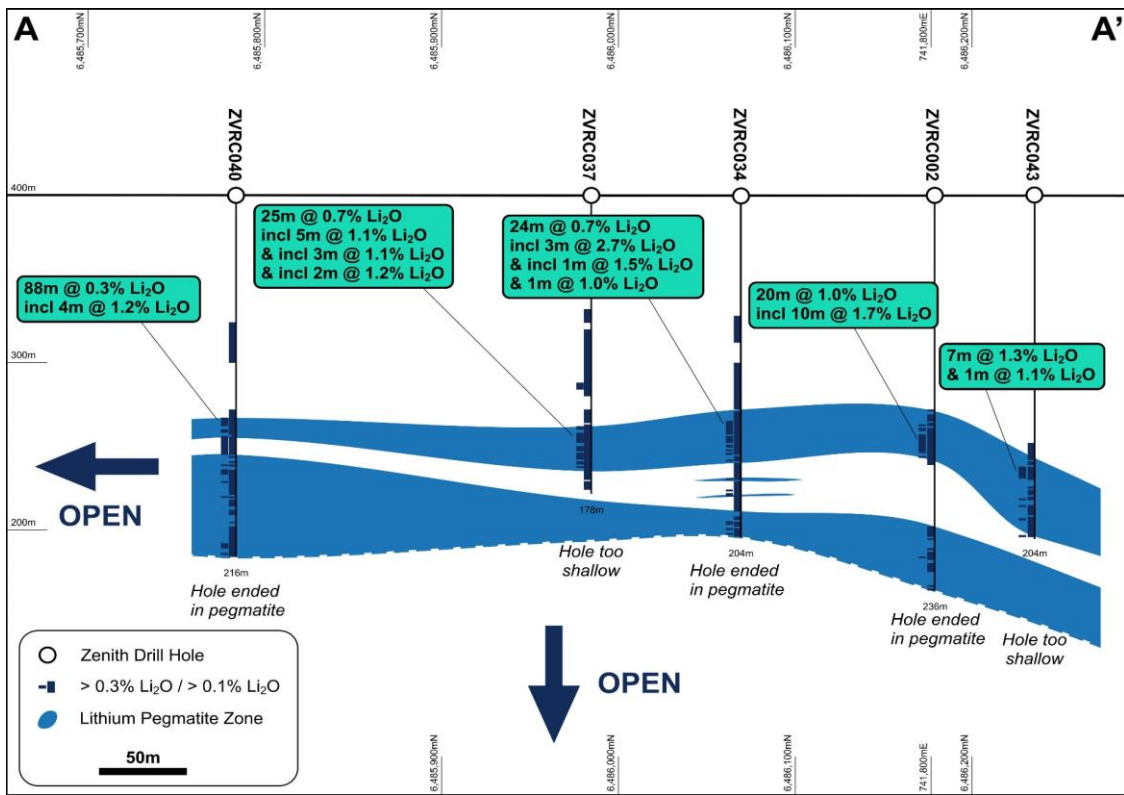 A
A’
6,485,700mN
6,485,800mN
6,485,900mN
6,486,000mN
6,486,100mN
741,800mE
6,486,200mN
ZVRC040
ZVRC037
ZVRC034
ZVRC002
ZVRC043
400m
25m @ 0.7% Li₂O
incl 5m @ 1.1% Li₂O
& incl 3m @ 1.1% Li₂O
& incl 2m @ 1.2% Li₂O
24m @ 0.7% Li₂O
incl 3m @ 2.7% Li₂O
& incl 1m @ 1.5% Li₂O
& 1m @ 1.0% Li₂O
88m @ 0.3% Li₂O
incl 4m @ 1.2% Li₂O
20m @ 1.0% Li₂O
incl 10m @ 1.7% Li₂O
7m @ 1.3% Li₂O
& 1m @ 1.1% Li₂O
300m
OPEN
200m
178m
Hole too
shallow
216m
Hole ended
in pegmatite
204m
Hole ended
in pegmatite
204m
236m
Hole ended
in pegmatite
Hole too
shallow
OPEN
Zenith Drill Hole
> 0.3% Li₂O / > 0.1% Li₂O
Lithium Pegmatite Zone
50m
6,485,900mN
6,486,000mN
6,486,100mN
741,800mE
6,486,200mN